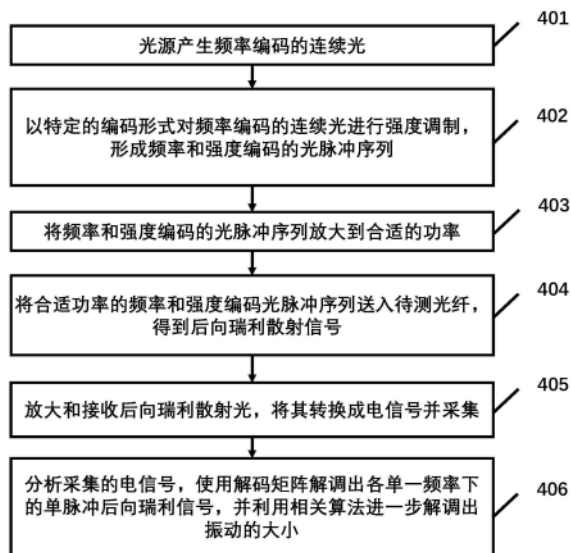 光源产生频率编码的连续光
401
以特定的编码形式对频率编码的连续光进行强度调制，
形成频率和强度编码的光脉冲序列
402
将频率和强度编码的光脉冲序列放大到合适的功率
403
将合适功率的频率和强度编码光脉冲序列送入待测光纤，
得到后向瑞利散射信号
404
放大和接收后向瑞利散射光，将其转换成电信号并采集
405
分析采集的电信号，使用解码矩阵解调出各单一频率下
的单脉冲后向瑞利信号，并利用相关算法进一步解调出
振动的大小
406